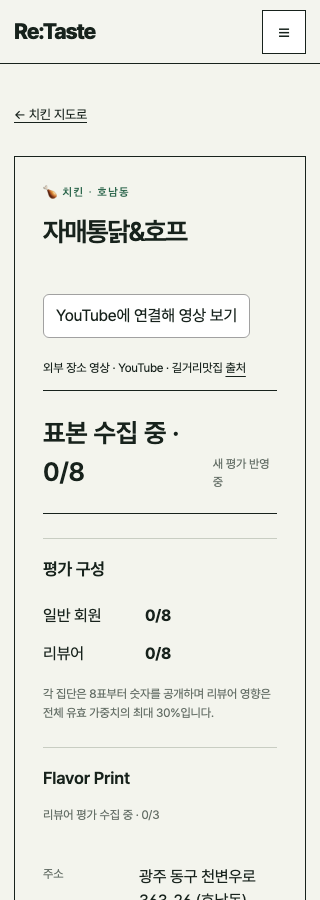 Re:Taste
≡
← 치킨 지도로
치킨 · 호남동
자매통닭&호프
YouTube에 연결해 영상 보기
외부 장소 영상 · YouTube · 길거리맛집 출처
표본 수집 중 ·
0/8
새 평가 반영
중
평가 구성
일반 회원 0/8
리뷰어 0/8
각 집단은 8표부터 숫자를 공개하며 리뷰어 영향은
전체 유효 가중치의 최대 30%입니다.
Flavor Print
리뷰어 평가 수집 중 · 0/3
주소 광주 동구 천변우로
363-26 (호남동)